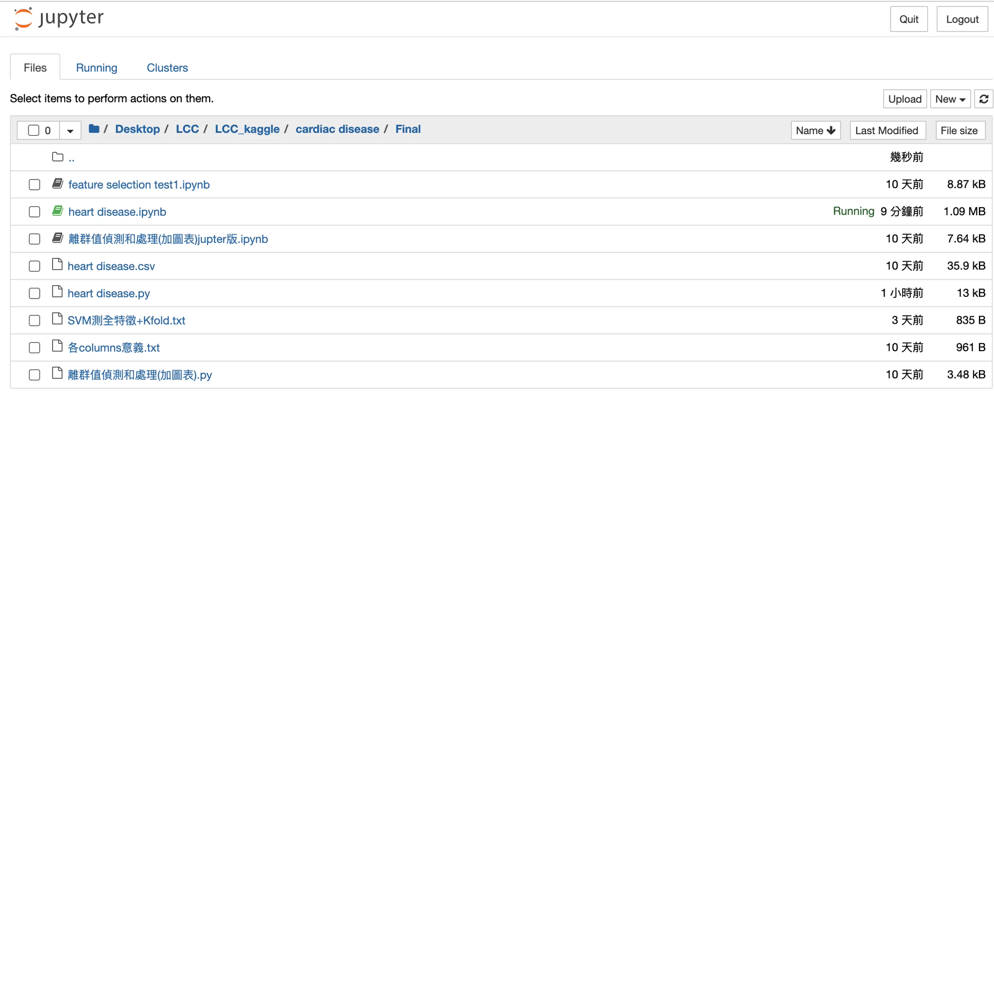 jupyter Quit Logout
Files Running Clusters
Select items to perform actions on them. Upload New
0 / Desktop / LCC / LCC_kaggle / cardiac disease / Final Name Last Modified File size
.. 幾秒前
feature selection test1.ipynb 10 天前 8.87 kB
heart disease.ipynb Running 9 分鐘前 1.09 MB
離群值偵測和處理(加圖表)jupter版.ipynb 10 天前 7.64 kB
heart disease.csv 10 天前 35.9 kB
heart disease.py 1 小時前 13 kB
SVM測全特徵+Kfold.txt 3 天前 835 B
各columns意義.txt 10 天前 961 B
離群值偵測和處理(加圖表).py 10 天前 3.48 kB